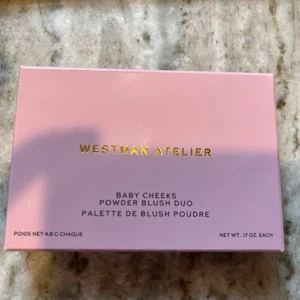 WESTMAN ATELIER
BABY CHEEKS
POWDER BLUSH DUO
PALETTE DE BLUSH POUDRE
POIDS NET 4.8 G CHAQUE
NET WT. .17 OZ. EACH